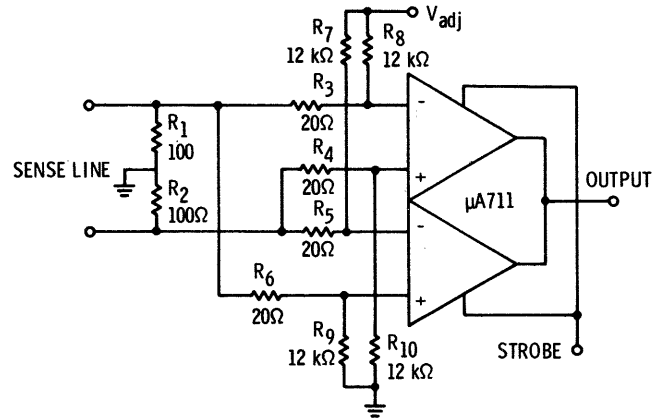 V adj
R7
12 kΩ
R8
12 kΩ
R3
20Ω
-
R1
100
R4
20Ω
+
SENSE LINE
R2
100Ω
µA711
OUTPUT
R5
20Ω
-
R6
20Ω
+
R9
12 kΩ
R10
12 kΩ
STROBE